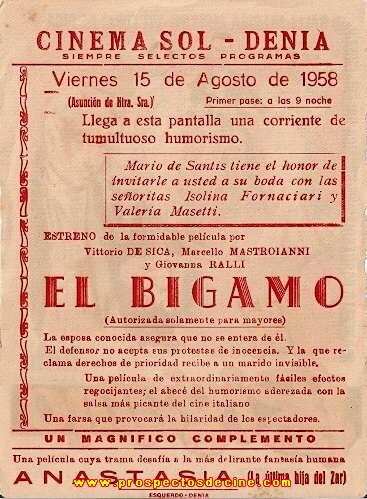 CINEMA SOL - DENIA
SIEMPRE SELECTOS PROGRAMAS
Viernes 15 de Agosto de 1958
(Asunción de Ntra. Sra.) Primer pase: a las 9 noche
Llega a esta pantalla una corriente de
tumultuoso humorismo.
Mario de Santis tiene el honor de
invitarle a usted a su boda con las
señoritas Isolina Fornaciari y
Valeria Masetti.
ESTRENO de la formidable película por
Vittorio DE SICA, Marcello MASTROIANNI
y Giovanna RALLI
EL BIGAMO
(Autorizada solamente para mayores)
La esposa conocida asegura que no se entera de él.
El defensor no acepta sus protestas de inocencia. Y la que re-
clama derechos de prioridad recibe a un marido invisible.
Una película de extraordinariamente fáciles efectos
regocijantes; el abecé del humorismo aderezada con la
salsa más picante del cine italiano
Una farsa que provocará la hilaridad de los espectadores.
UN MAGNIFICO COMPLEMENTO
Una película cuya trama desafía a la más delirante fantasía humana
ANASTASIA (La última hija del Zar)
www.prospectosdecine.com
ESQUERDO-DENIA